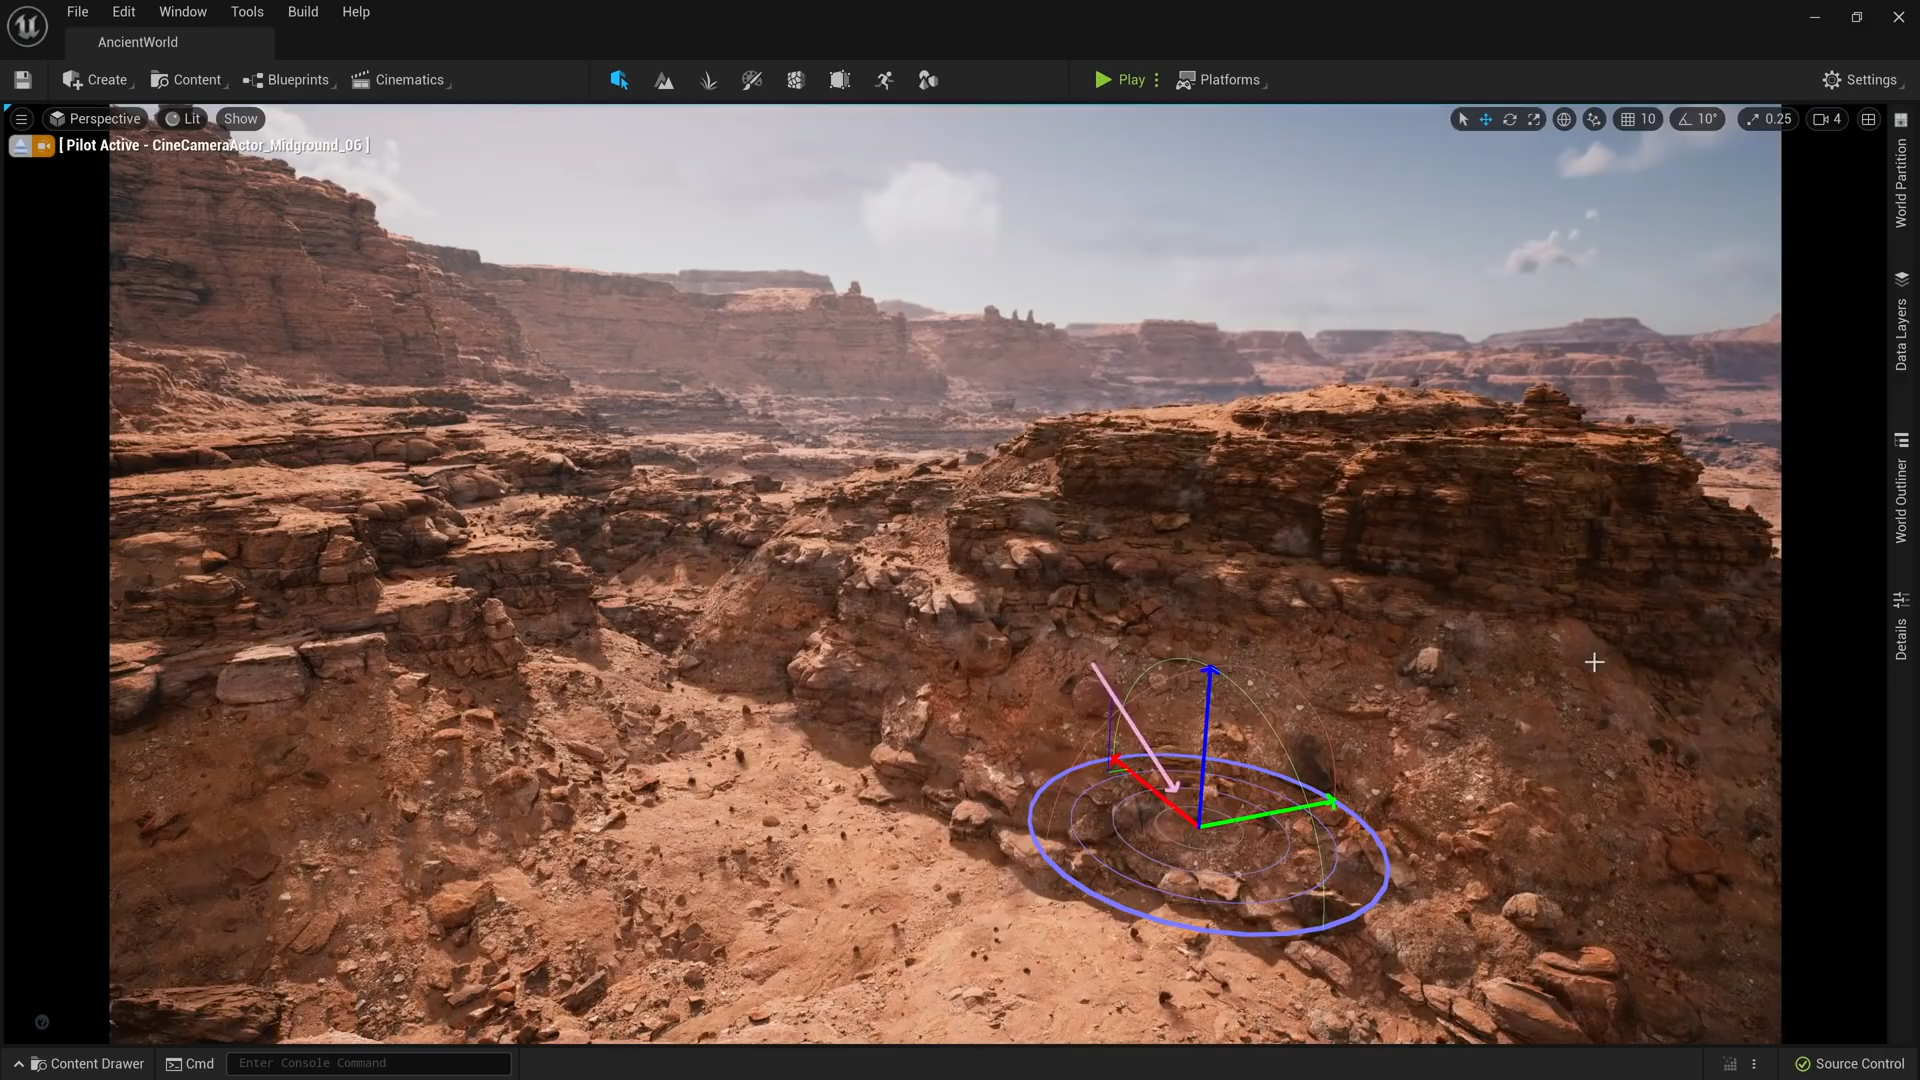 File Edit Window Tools Build Help
AncientWorld
Create Content Blueprints Cinematics Play Platforms Settings
Perspective Lit Show 10 10° 0.25 4
[ Pilot Active - CineCameraActor_Midground_06 ]
World Partition
Data Layers
World Outliner
Details
Content Drawer Cmd Enter Console Command Source Control